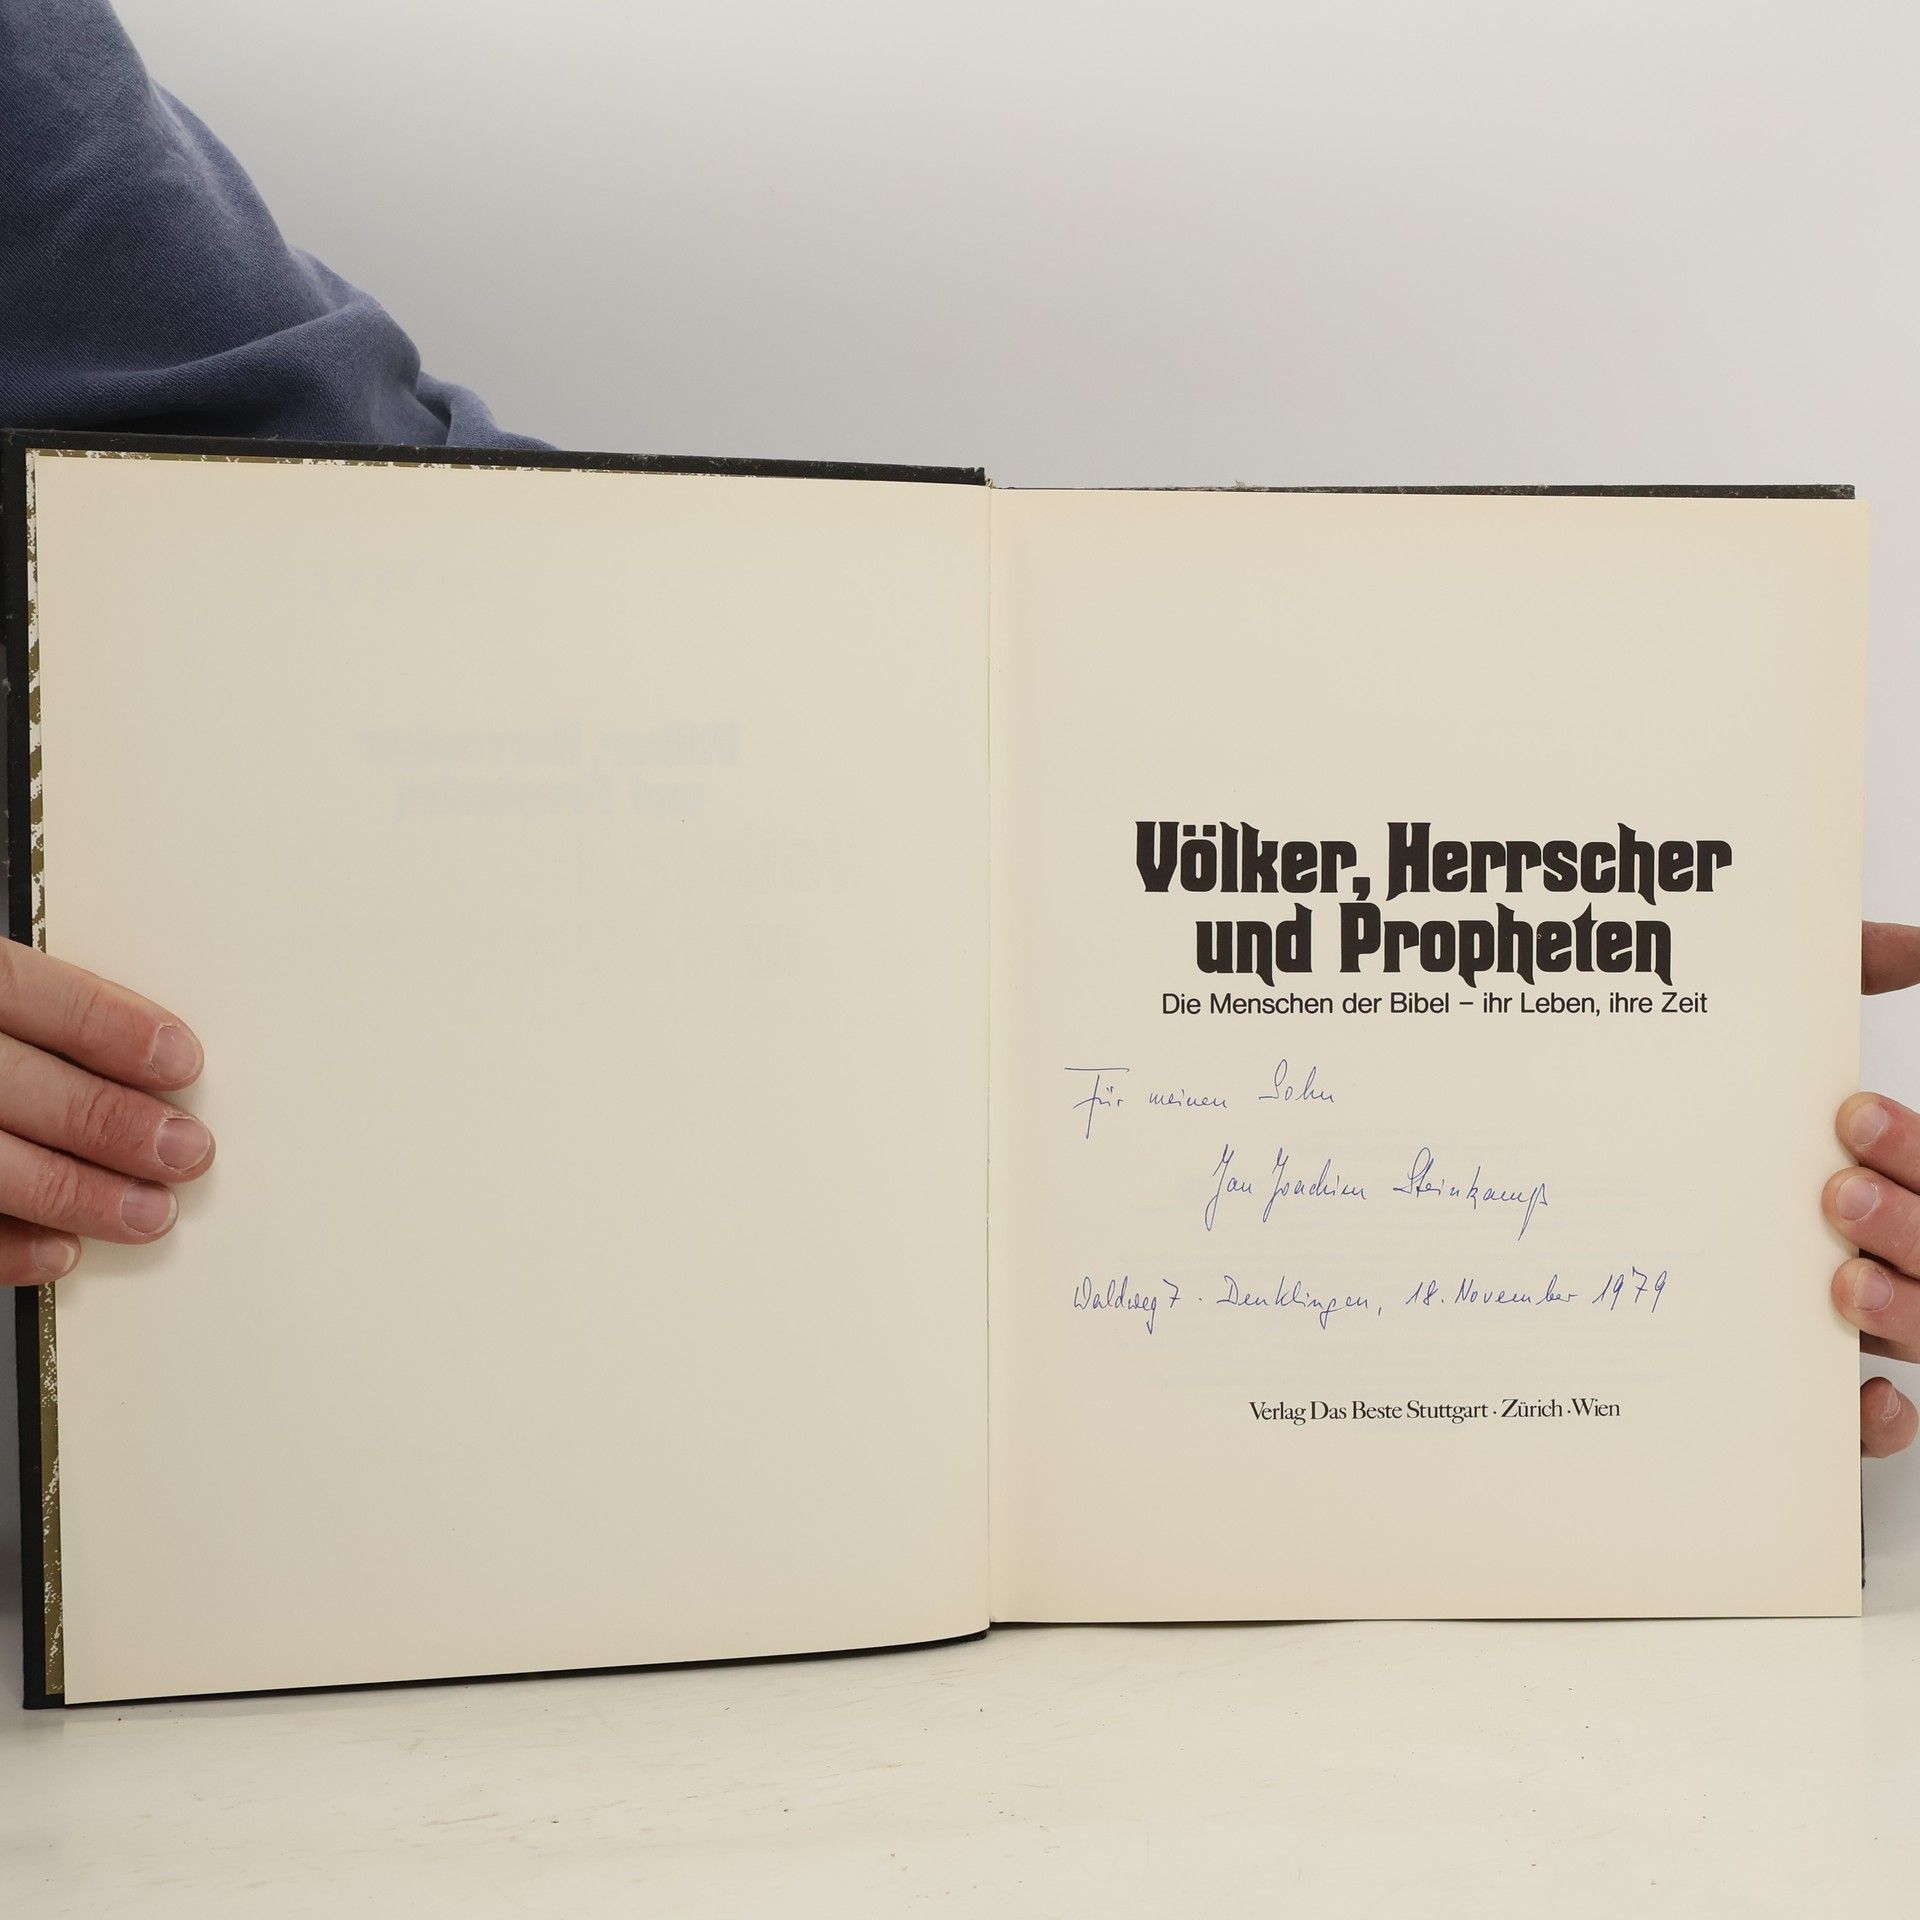 Völker, Herrscher
und Propheten
Die Menschen der Bibel – ihr Leben, ihre Zeit
Für meinen Sohn
Jan Joachim Steinkamp
Waldweg 7 · Denklingen, 18. November 1979
Verlag Das Beste Stuttgart · Zürich · Wien